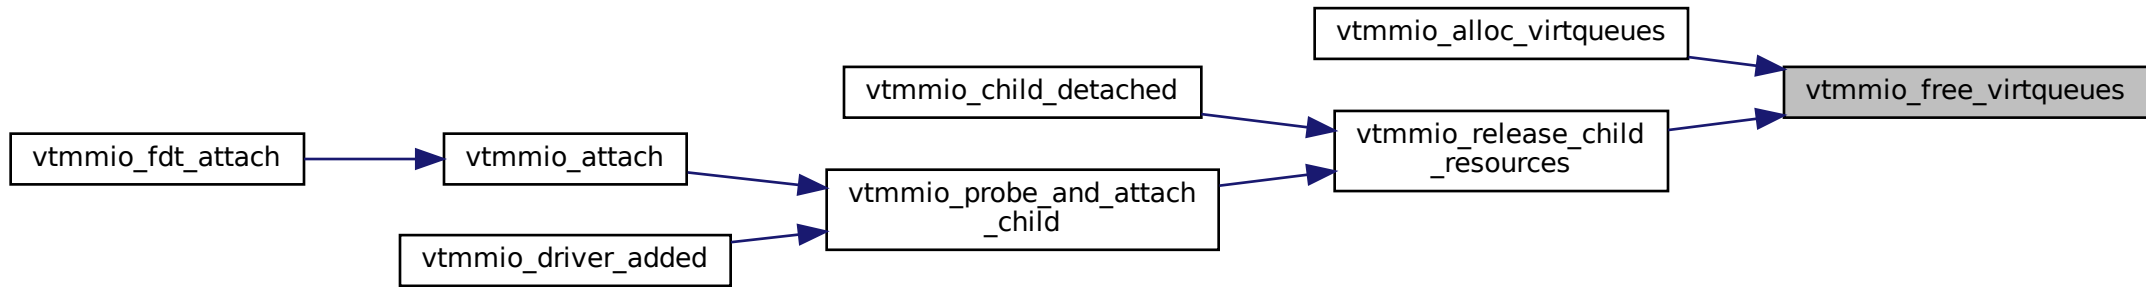 vtmmio_alloc_virtqueues
vtmmio_child_detached
vtmmio_free_virtqueues
vtmmio_release_child
_resources
vtmmio_fdt_attach
vtmmio_attach
vtmmio_probe_and_attach
_child
vtmmio_driver_added